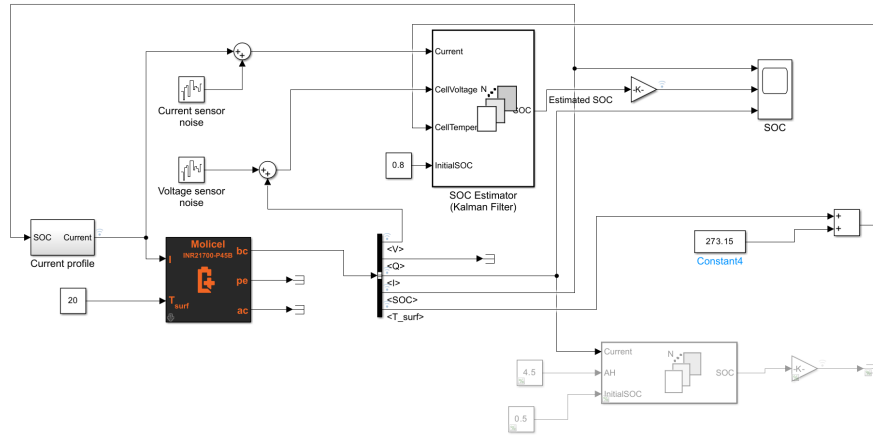 Current
CellVoltage
CellTemper
InitialSOC
N
SOC
SOC Estimator
(Kalman Filter)
Estimated SOC
-K-
SOC
Current sensor
noise
Voltage sensor
noise
0.8
SOC
Current
Current profile
Molicel
INR21700-P45B
I
T_surf
bc
pe
ac
20
<V>
<Q>
<I>
<SOC>
<T_surf>
273.15
Constant4
+
+
+
+
+
+
Current
AH
InitialSOC
N
SOC
4.5
0.5
-K-